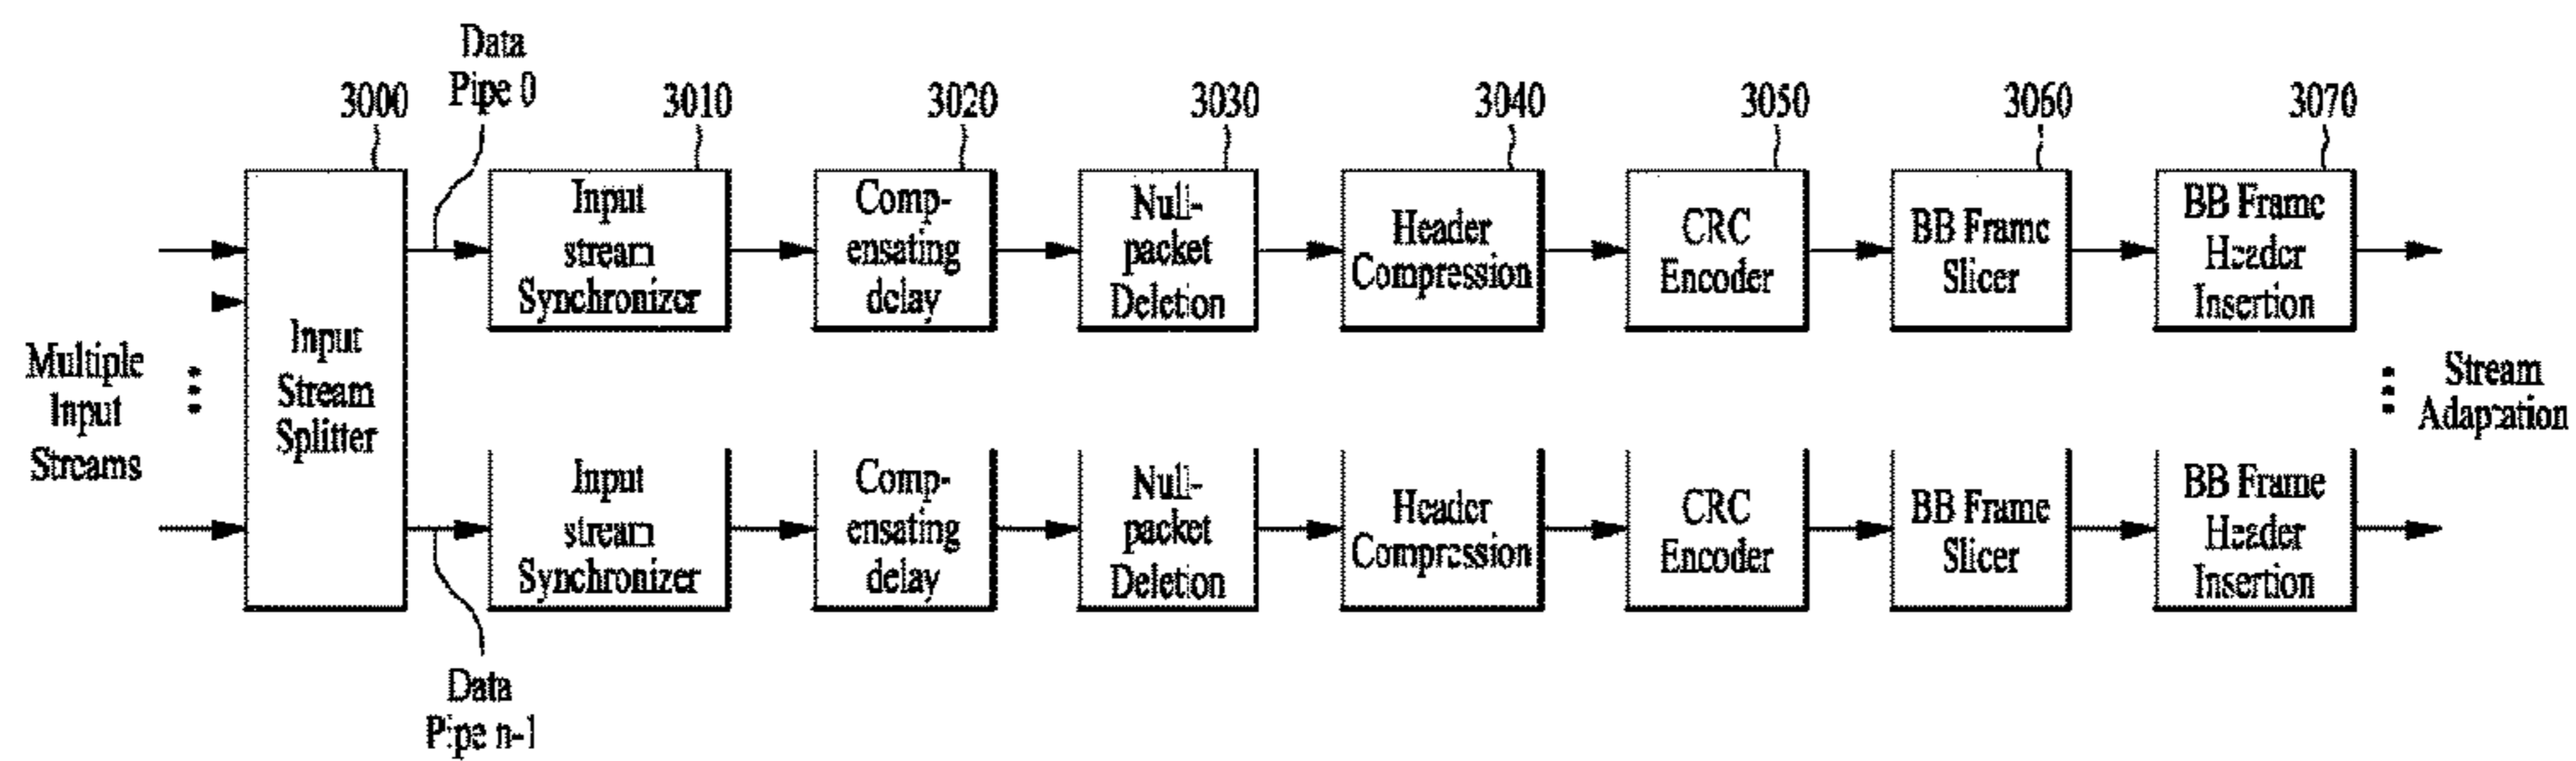 Data
Pipe 0
3000
3010
3020
3030
3040
3050
3060
3070
Multiple
Input
Streams
Input
Stream
Splitter
Input
stream
Synchronizer
Comp-
ensating
delay
Null-
packet
Deletion
Header
Compression
CRC
Encoder
BB Frame
Slicer
BB Frame
Header
Insertion
Stream
Adaptation
Input
stream
Synchronizer
Comp-
ensating
delay
Null-
packet
Deletion
Header
Compression
CRC
Encoder
BB Frame
Slicer
BB Frame
Header
Insertion
Data
Pipe n-1